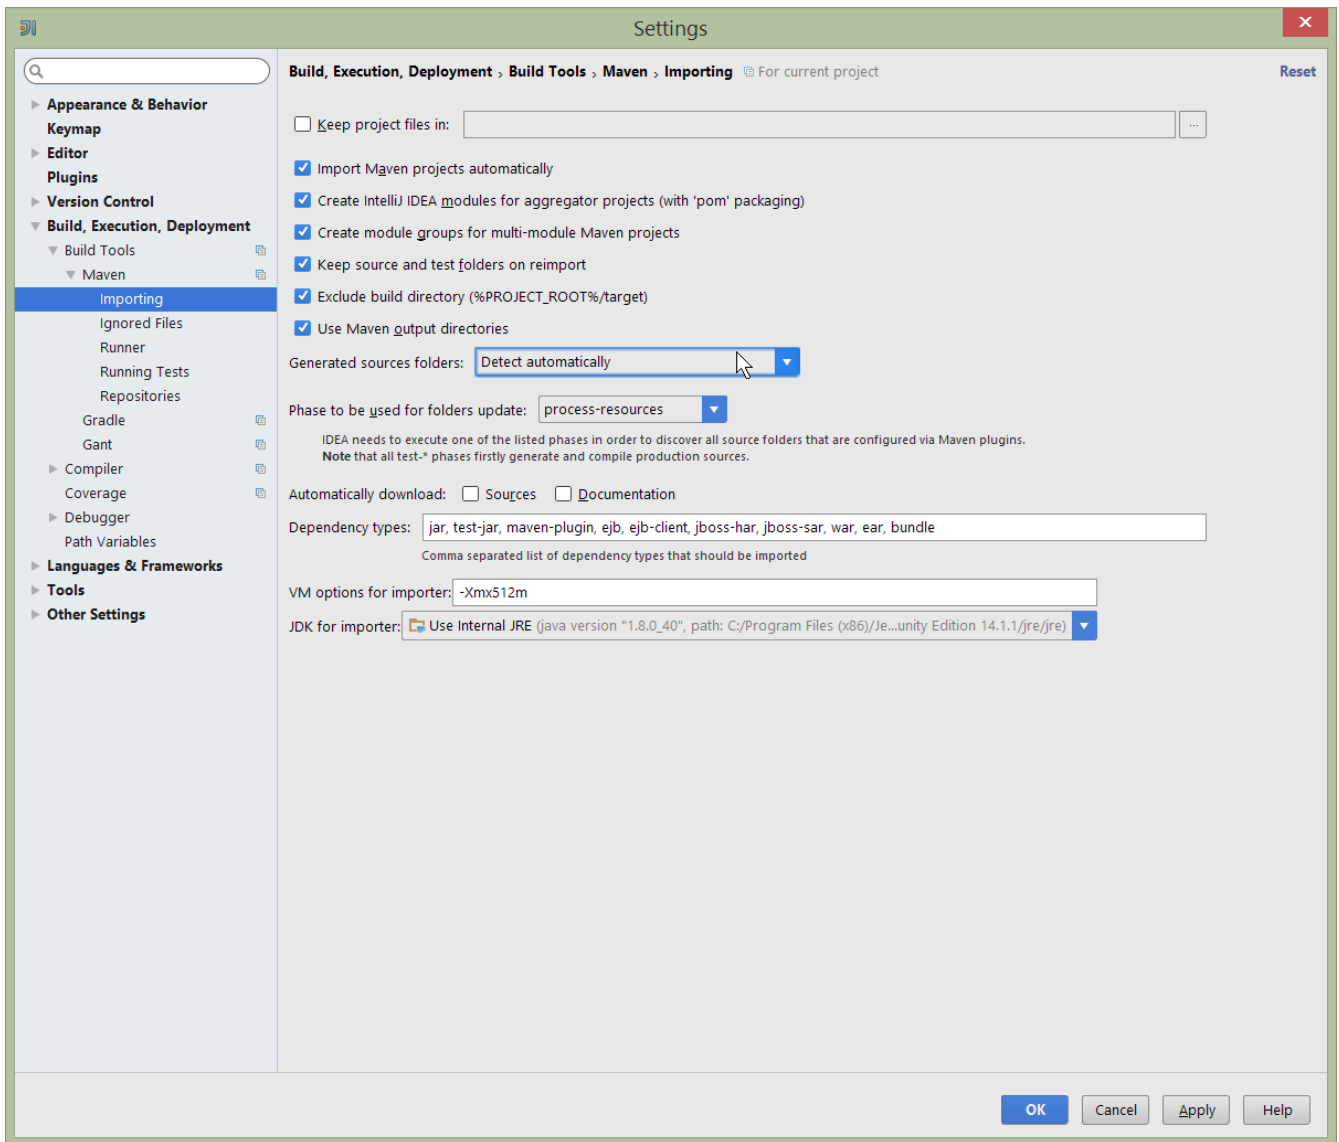 Settings
Build, Execution, Deployment › Build Tools › Maven › Importing For current project Reset
Appearance & Behavior
Keymap
Editor
Plugins
Version Control
Build, Execution, Deployment
Build Tools
Maven
Importing
Ignored Files
Runner
Running Tests
Repositories
Gradle
Gant
Compiler
Coverage
Debugger
Path Variables
Languages & Frameworks
Tools
Other Settings
Keep project files in: ...
Import Maven projects automatically
Create IntelliJ IDEA modules for aggregator projects (with 'pom' packaging)
Create module groups for multi-module Maven projects
Keep source and test folders on reimport
Exclude build directory (%PROJECT_ROOT%/target)
Use Maven output directories
Generated sources folders: Detect automatically
Phase to be used for folders update: process-resources
IDEA needs to execute one of the listed phases in order to discover all source folders that are configured via Maven plugins.
Note that all test-* phases firstly generate and compile production sources.
Automatically download: Sources Documentation
Dependency types: jar, test-jar, maven-plugin, ejb, ejb-client, jboss-har, jboss-sar, war, ear, bundle
Comma separated list of dependency types that should be imported
VM options for importer: -Xmx512m
JDK for importer: Use Internal JRE (java version "1.8.0_40", path: C:/Program Files (x86)/Je...unity Edition 14.1.1/jre/jre)
OK Cancel Apply Help